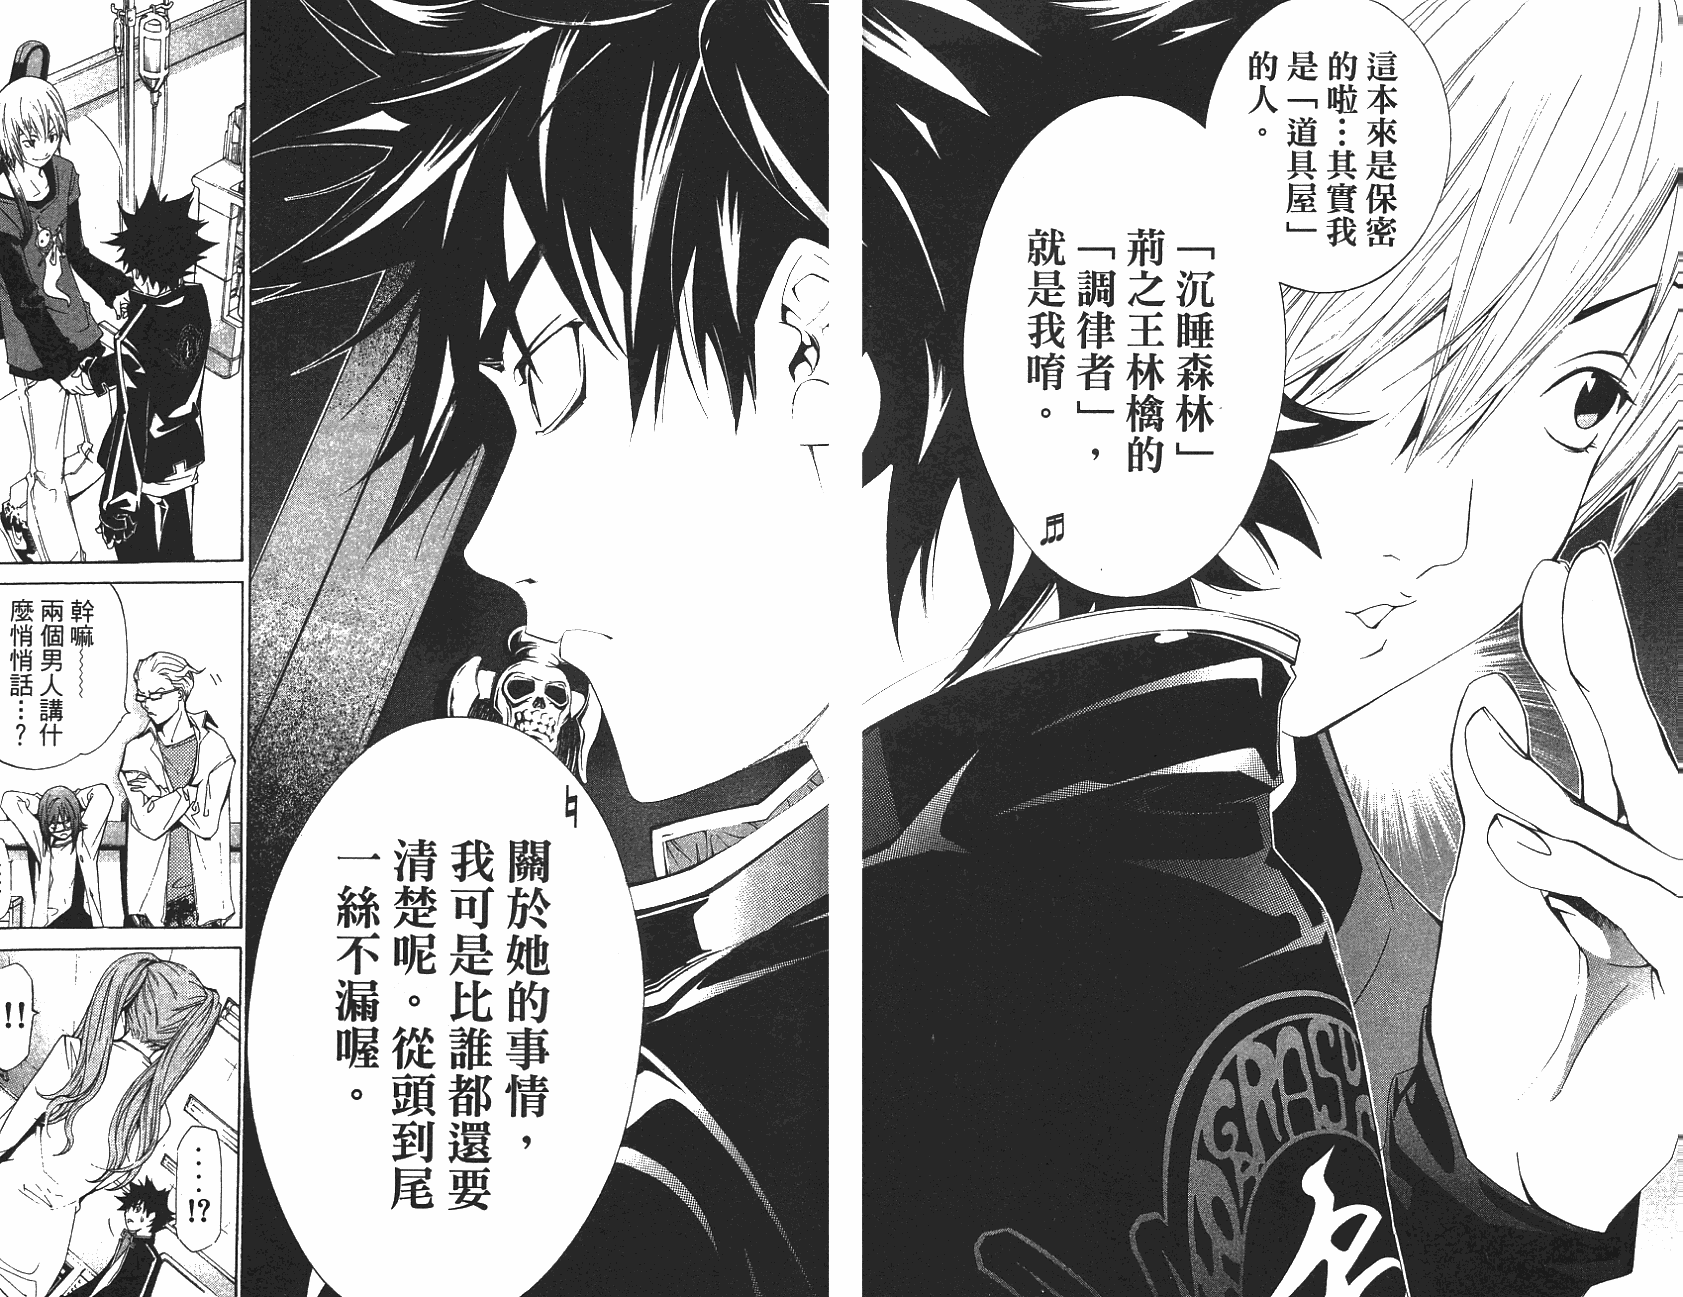 這本來是保密
的啦…其實我
是「道具屋」
的人。
「沉睡森林」
荊之王林檎的
「調律者」，
就是我唷。
關於她的事情，
我可是比誰都還要
清楚呢。從頭到尾
一絲不漏喔。
幹嘛~~~~
兩個男人講什
麼悄悄話…？
!!
……!?
GRASO